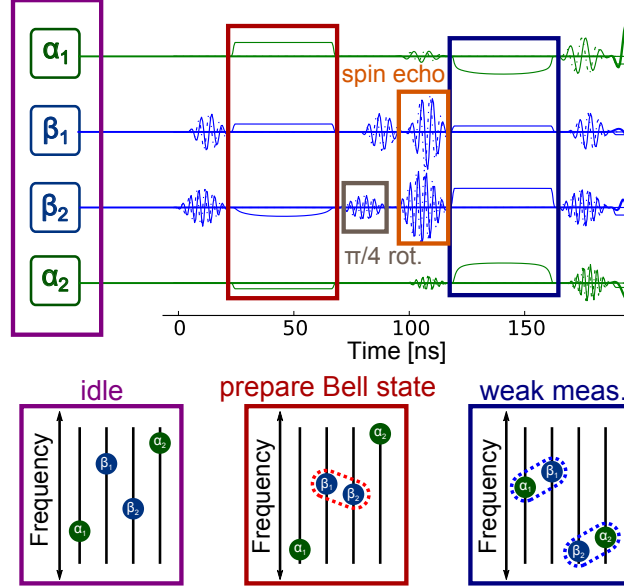 α1
spin echo
β1
β2
π/4 rot.
α2
0 50 100 150
Time [ns]
idle prepare Bell state weak meas.
Frequency Frequency Frequency
α1 β1 β2 α2
α1 β1 β2 α2
α1 β1 β2 α2